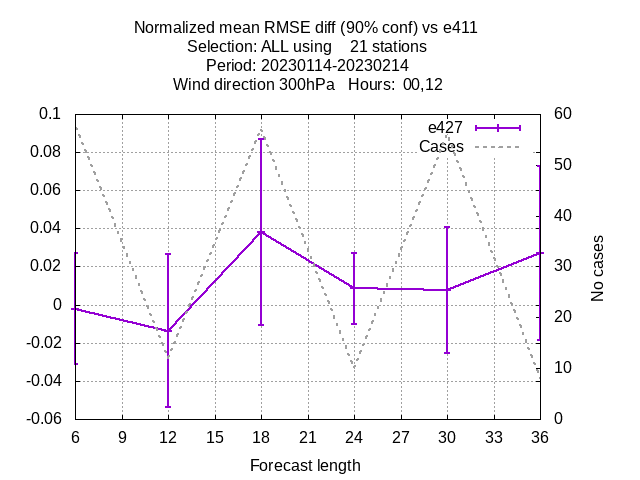 Normalized mean RMSE diff (90% conf) vs e411
Selection: ALL using 21 stations
Period: 20230114-20230214
Wind direction 300hPa Hours: 00,12
e427
Cases
0.1
0.08
0.06
0.04
0.02
0
-0.02
-0.04
-0.06
60
50
40
30
20
10
0
No cases
6 9 12 15 18 21 24 27 30 33 36
Forecast length